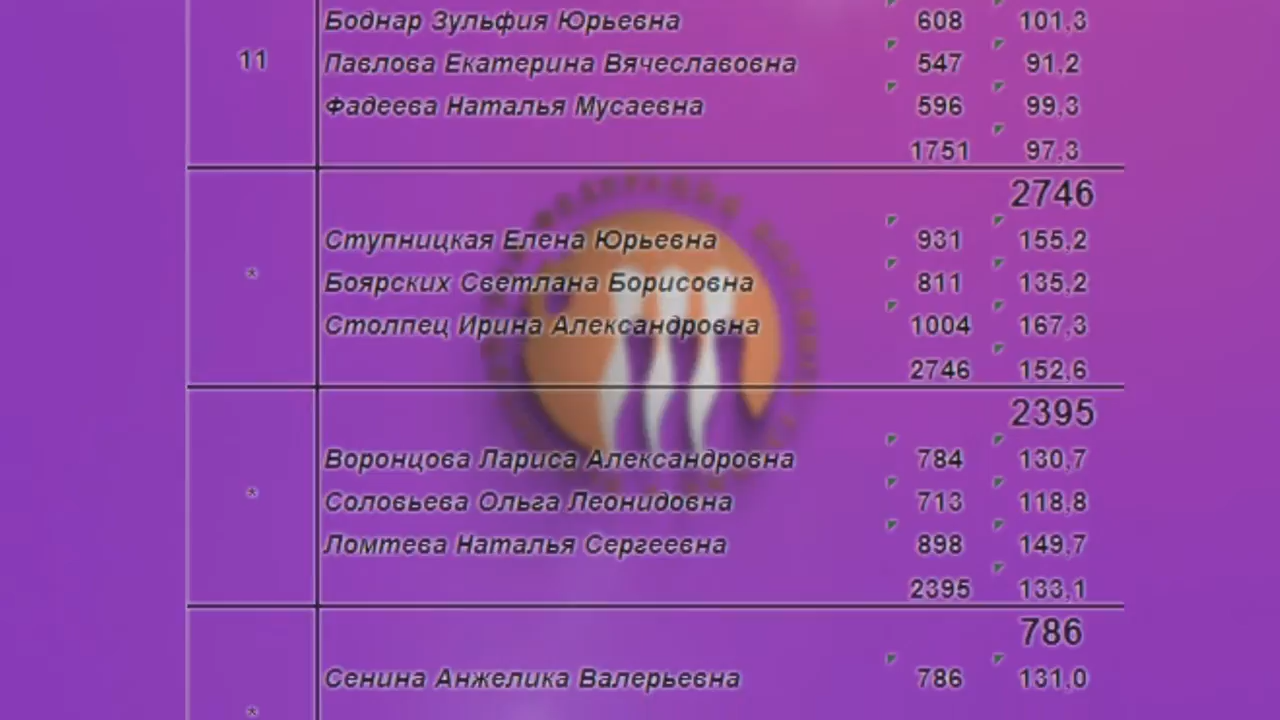 Боднар Зульфия Юрьевна 608 101,3
11 Павлова Екатерина Вячеславовна 547 91,2
Фадеева Наталья Мусаевна 596 99,3
1751 97,3
2746
Ступницкая Елена Юрьевна 931 155,2
* Боярских Светлана Борисовна 811 135,2
Столпец Ирина Александровна 1004 167,3
2746 152,6
2395
Воронцова Лариса Александровна 784 130,7
* Соловьева Ольга Леонидовна 713 118,8
Ломтева Наталья Сергеевна 898 149,7
2395 133,1
786
Сенина Анжелика Валерьевна 786 131,0
*